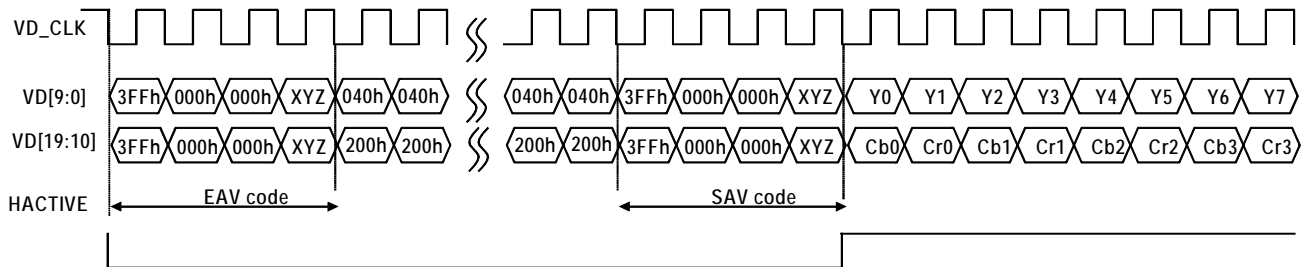 VD_CLK
VD[9:0] 3FFh 000h 000h XYZ 040h 040h 040h 040h 3FFh 000h 000h XYZ Y0 Y1 Y2 Y3 Y4 Y5 Y6 Y7
VD[19:10] 3FFh 000h 000h XYZ 200h 200h 200h 200h 3FFh 000h 000h XYZ Cb0 Cr0 Cb1 Cr1 Cb2 Cr2 Cb3 Cr3
HACTIVE EAV code SAV code